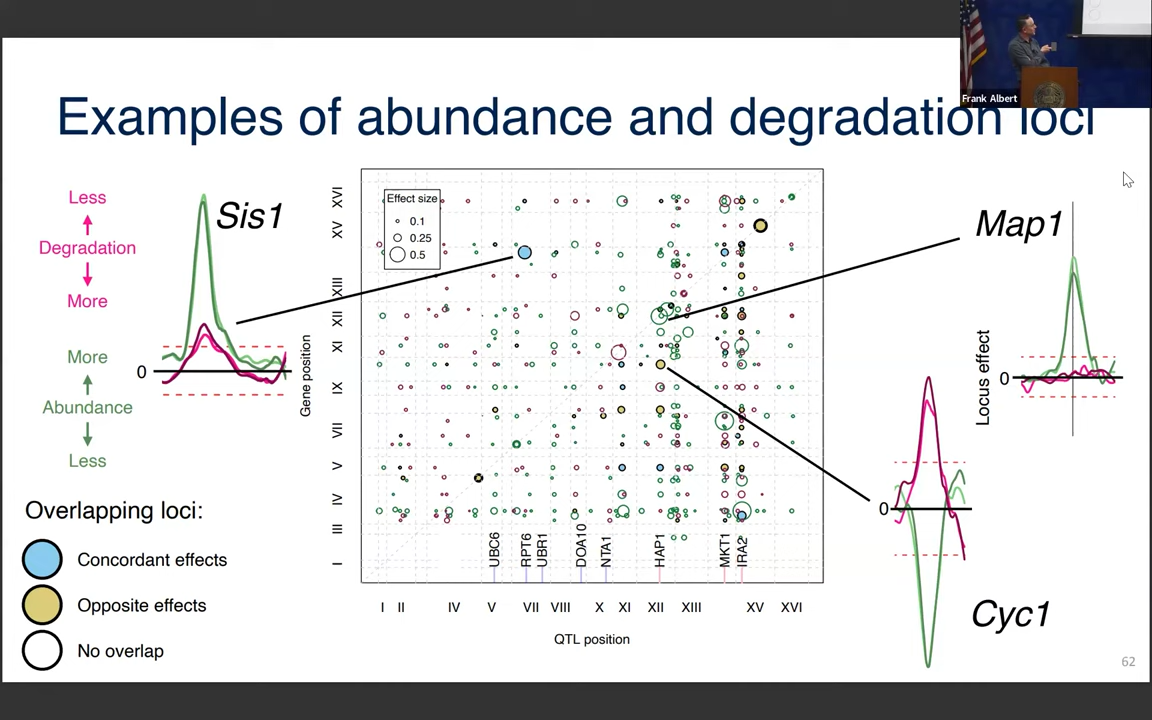 Frank Albert
Examples of abundance and degradation loci
Less
Degradation
More
More
Abundance
Less
0
Sis1
Effect size
0.1
0.25
0.5
Gene position
XVI
XV
XIII
XII
XI
IX
VII
V
IV
III
I
UBC6
RPT6
UBR1
DOA10
NTA1
HAP1
MKT1
IRA2
I
II
IV
V
VII
VIII
X
XI
XII
XIII
XV
XVI
QTL position
Map1
Locus effect
0
0
Cyc1
Overlapping loci:
Concordant effects
Opposite effects
No overlap
62